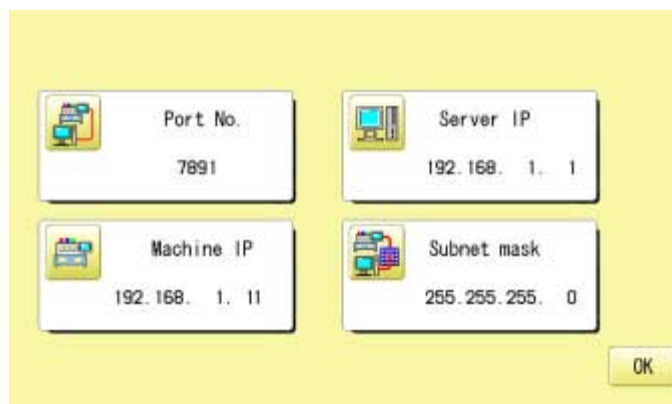 Port No.
7891
Server IP
192.168. 1. 1
Machine IP
192.168. 1. 11
Subnet mask
255.255.255. 0
OK